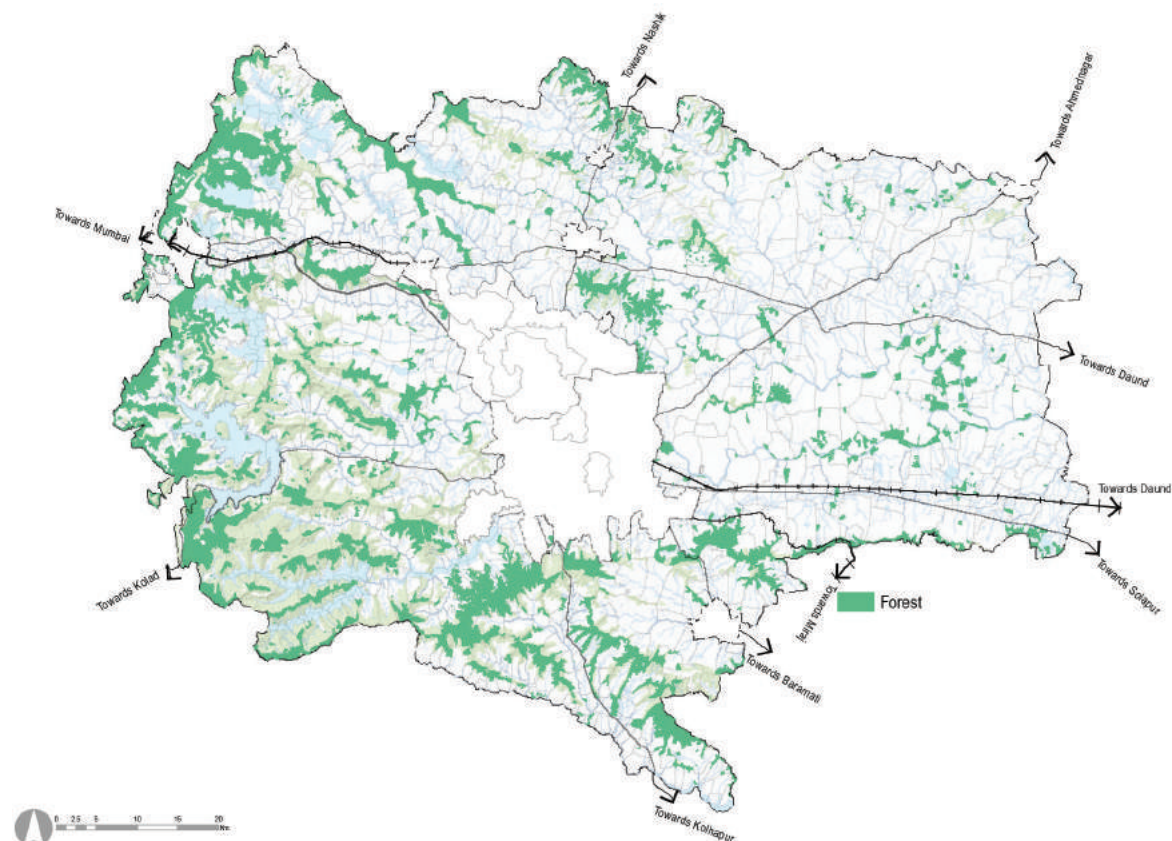 Towards Nashik
Towards Ahmednagar
Towards Mumbai
Towards Daund
Towards Daund
Towards Kolad
Towards Solapur
Towards Miraj
Forest
Towards Baramati
Towards Kolhapur
0 2.5 5 10 15 20